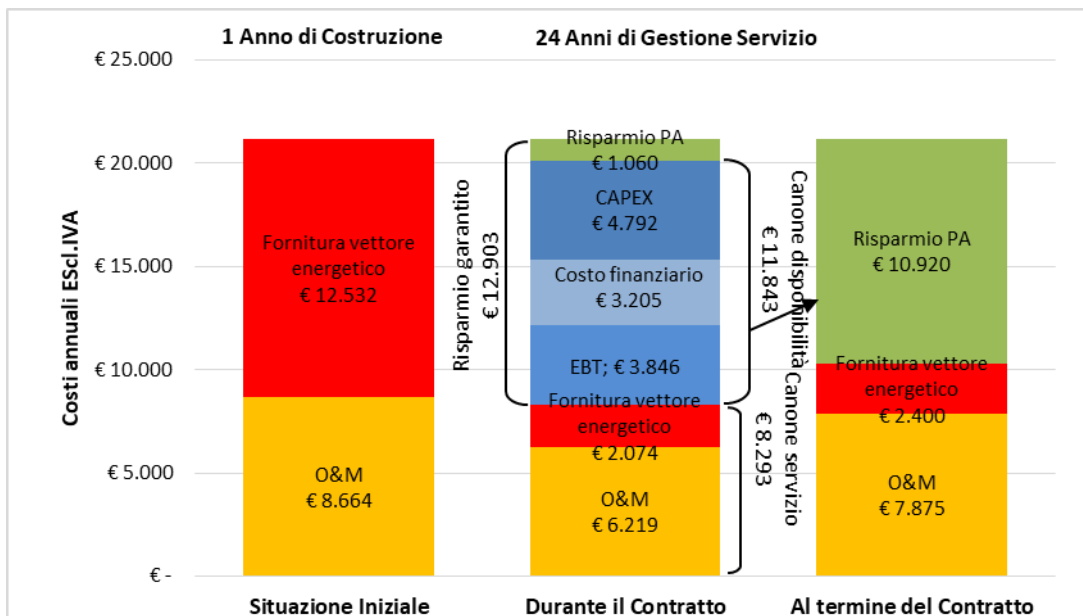 1 Anno di Costruzione
24 Anni di Gestione Servizio
Costi annuali EScl.IVA
€ 25.000
€ 20.000
€ 15.000
€ 10.000
€ 5.000
€ -
Fornitura vettore
energetico
€ 12.532
O&M
€ 8.664
Situazione Iniziale
Risparmio garantito
€ 12.903
Risparmio PA
€ 1.060
CAPEX
€ 4.792
Costo finanziario
€ 3.205
EBT; € 3.846
Fornitura vettore
energetico
€ 2.074
O&M
€ 6.219
Durante il Contratto
Canone disponibilità
€ 11.843
Canone servizio
€ 8.293
Risparmio PA
€ 10.920
Fornitura vettore
energetico
€ 2.400
O&M
€ 7.875
Al termine del Contratto